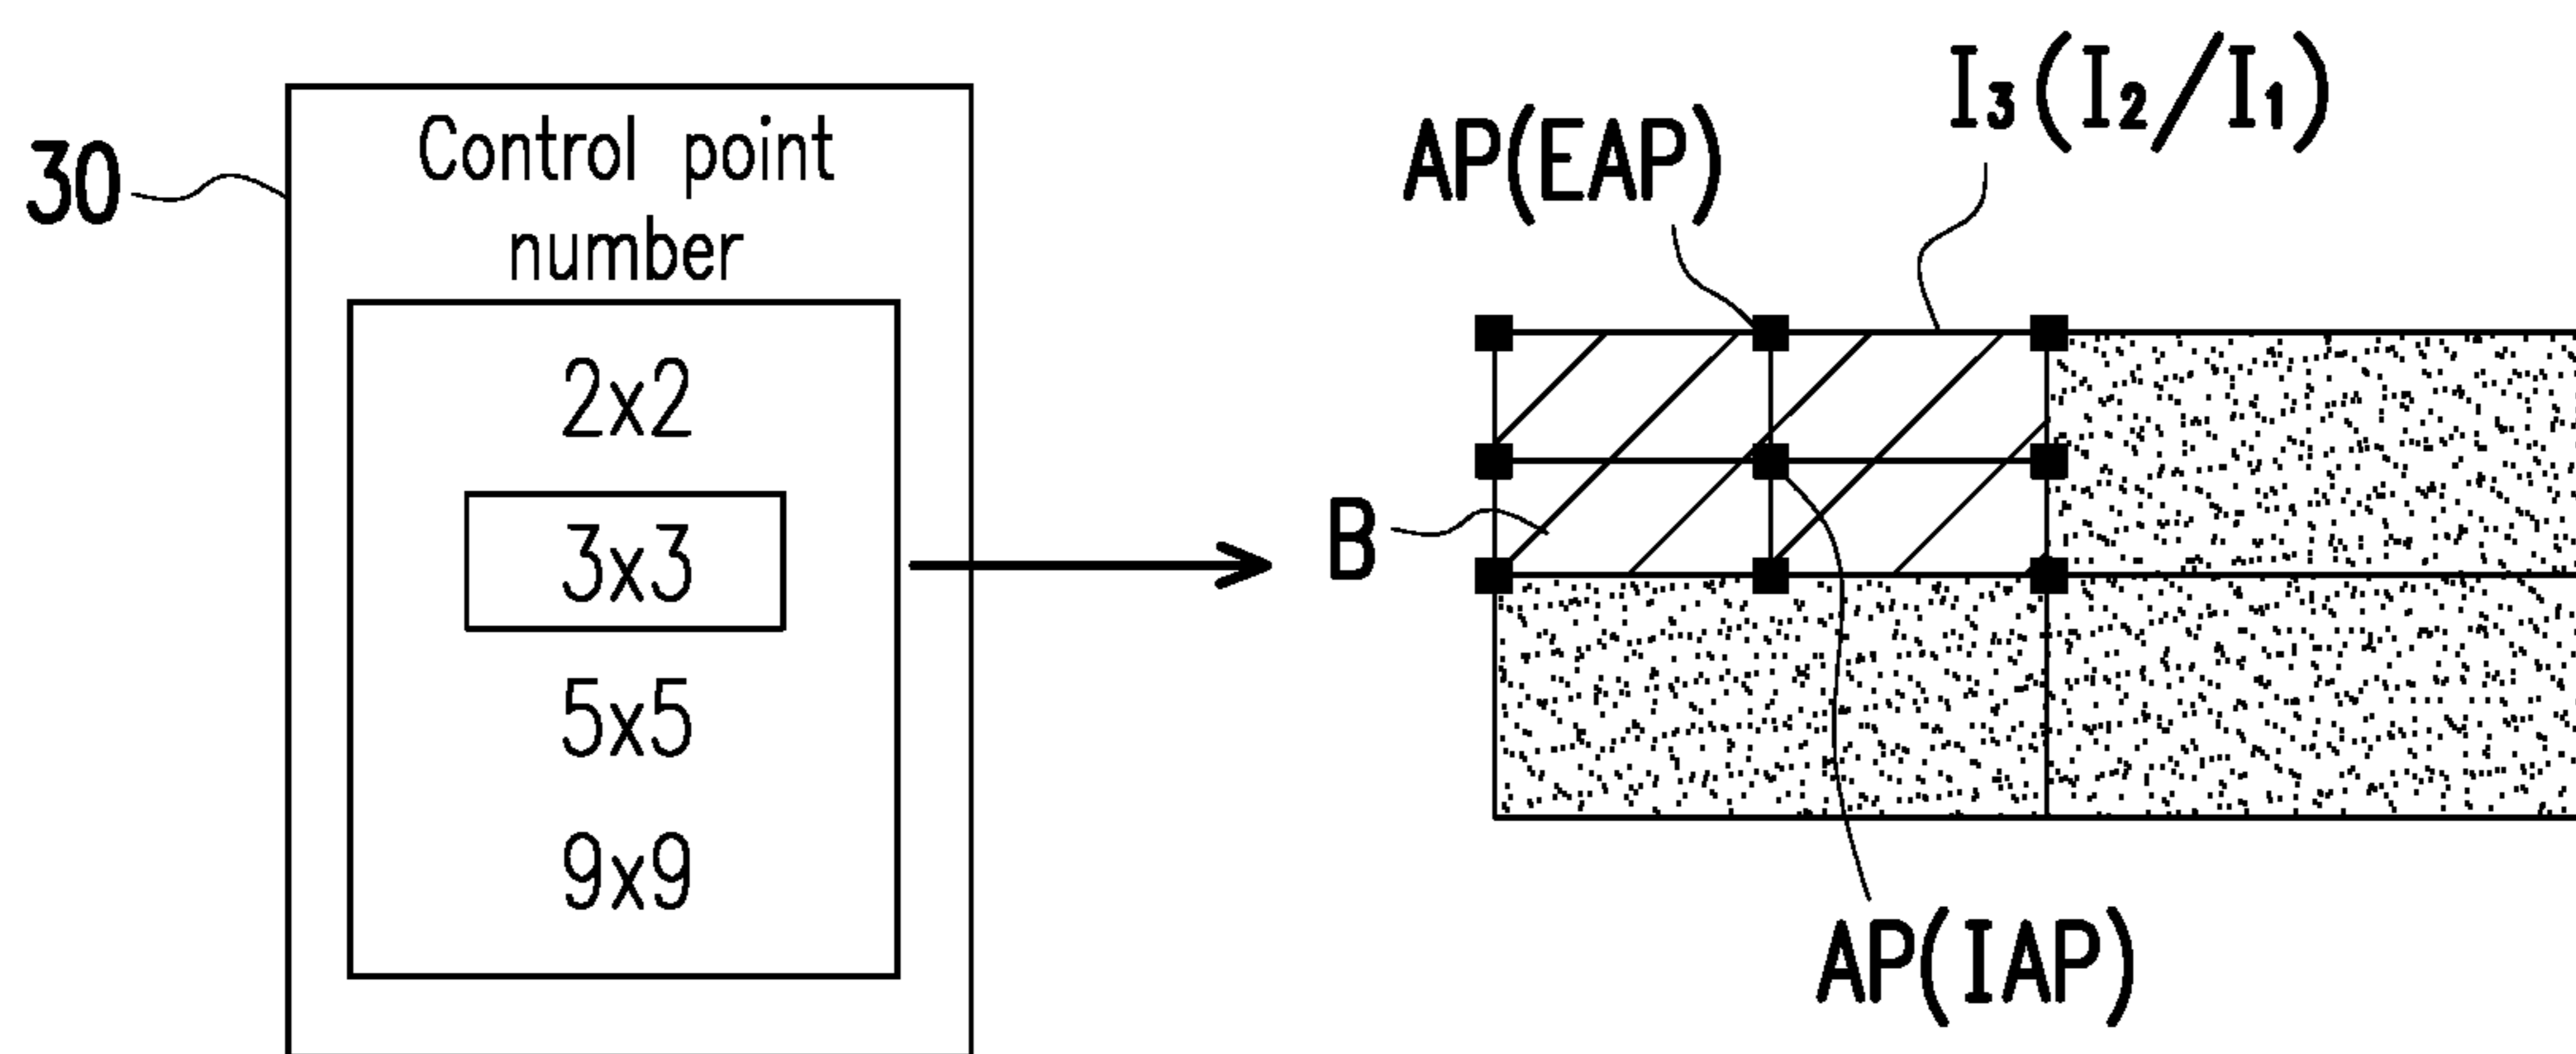 30
Control point
number
2x2
3x3
5x5
9x9
AP(EAP)
I₃(I₂/I₁)
B
AP(IAP)